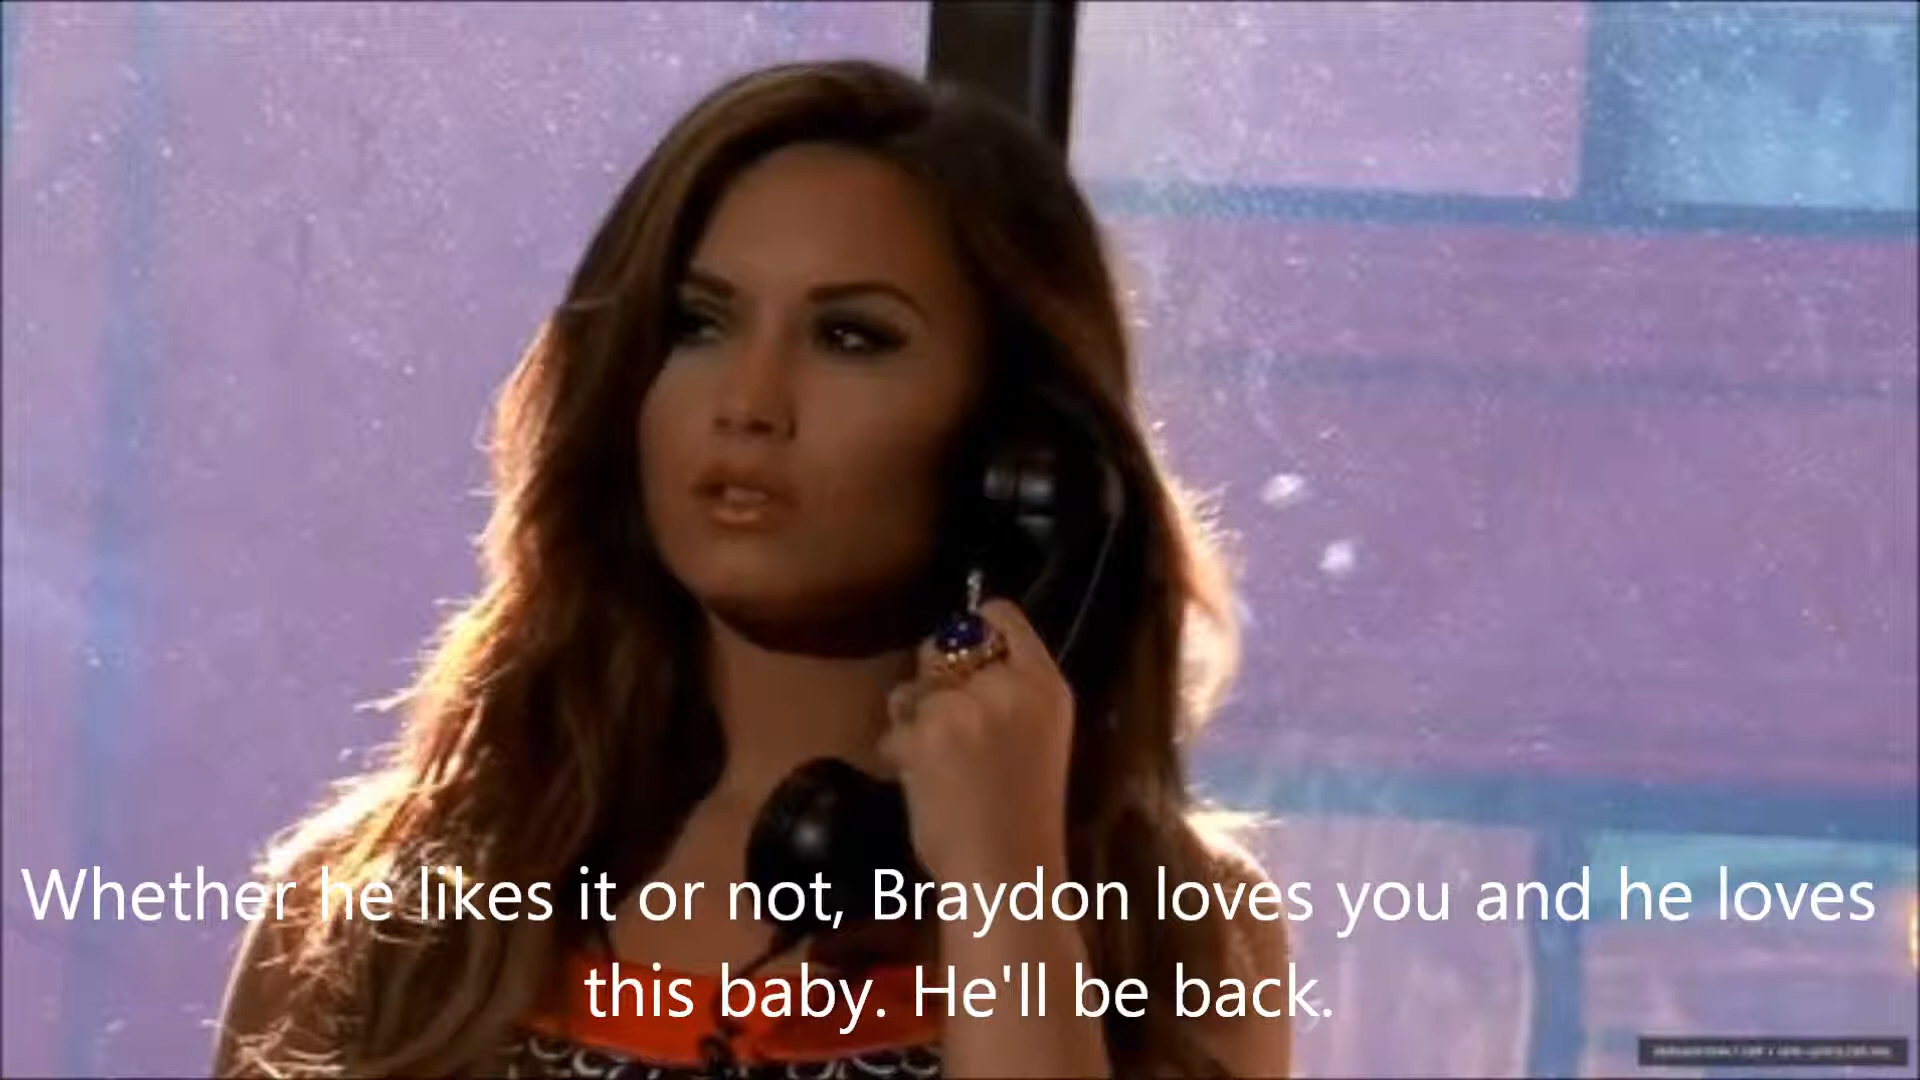 Whether he likes it or not, Braydon loves you and he loves
this baby. He'll be back.